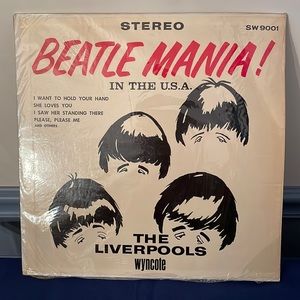 STEREO
SW 9001
BEATLE MANIA!
IN THE U.S.A.
I WANT TO HOLD YOUR HAND
SHE LOVES YOU
I SAW HER STANDING THERE
PLEASE, PLEASE ME
AND OTHERS
THE
LIVERPOOLS
wyncote